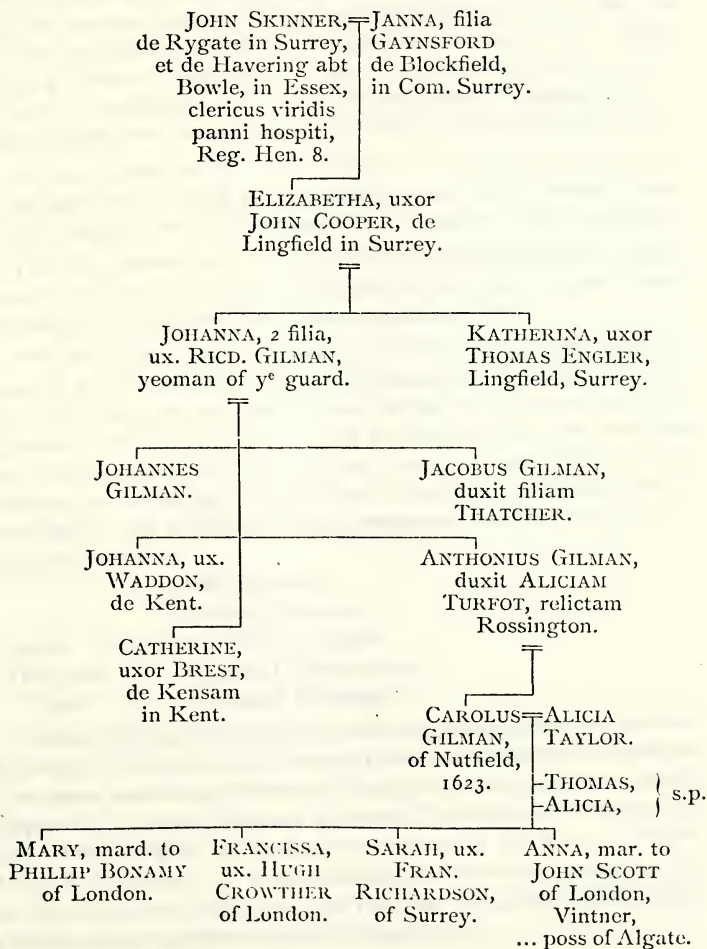 JOHN SKINNER,
de Rygate in Surrey,
et de Havering abt
Bowle, in Essex,
clericus viridis
panni hospiti,
Reg. Hen. 8.
JANNA, filia
GAYNSFORD
de Blockfield,
in Com. Surrey.
ELIZABETHA, uxor
JOHN COOPER, de
Lingfield in Surrey.
JOHANNA, 2 filia,
ux. RICD. GILMAN,
yeoman of yᵉ guard.
KATHERINA, uxor
THOMAS ENGLER,
Lingfield, Surrey.
JOHANNES
GILMAN.
JACOBUS GILMAN,
duxit filiam
THATCHER.
JOHANNA, ux.
WADDON,
de Kent.
ANTHONIUS GILMAN,
duxit ALICIAM
TURFOT, relictam
Rossington.
CATHERINE,
uxor BREST,
de Kensam
in Kent.
CAROLUS
GILMAN,
of Nutfield,
1623.
ALICIA
TAYLOR.
THOMAS,
ALICIA,
} s.p.
MARY, mard. to
PHILLIP BONAMY
of London.
FRANCISSA,
ux. HUGH
CROWTHER
of London.
SARAH, ux.
FRAN.
RICHARDSON,
of Surrey.
ANNA, mar. to
JOHN SCOTT
of London,
Vintner,
... poss of Algate.